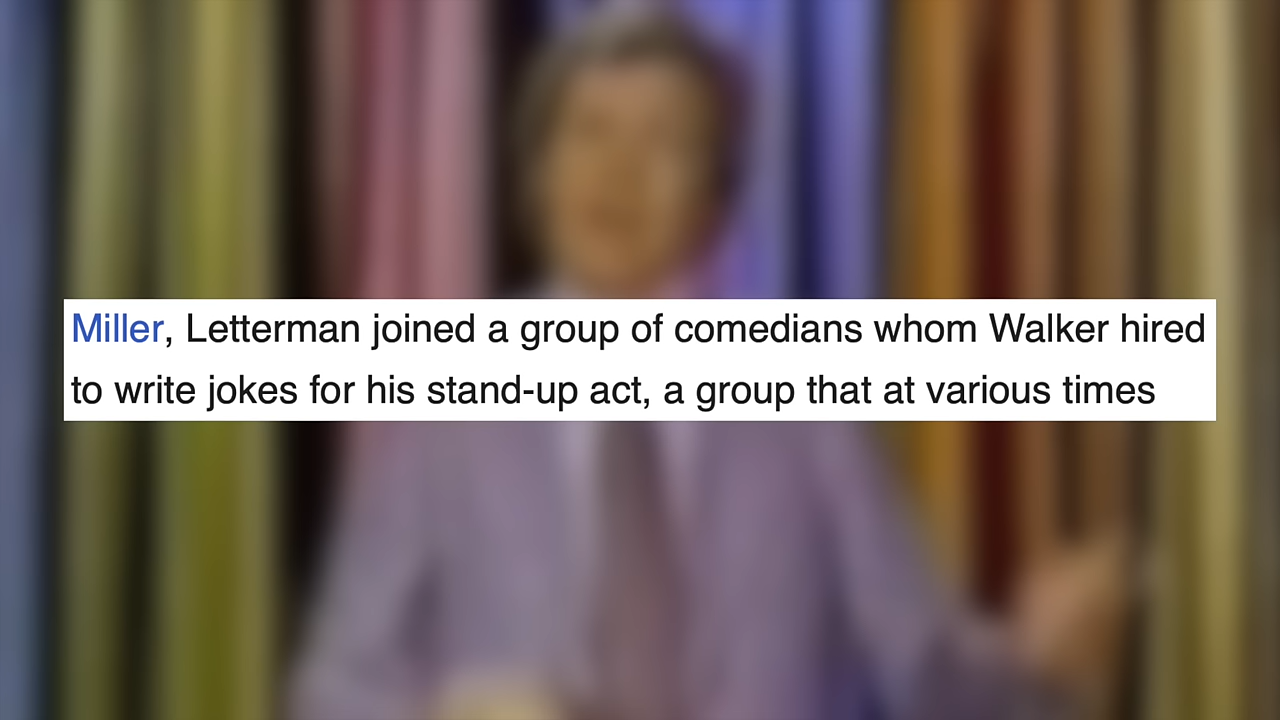 Miller, Letterman joined a group of comedians whom Walker hired
to write jokes for his stand-up act, a group that at various times